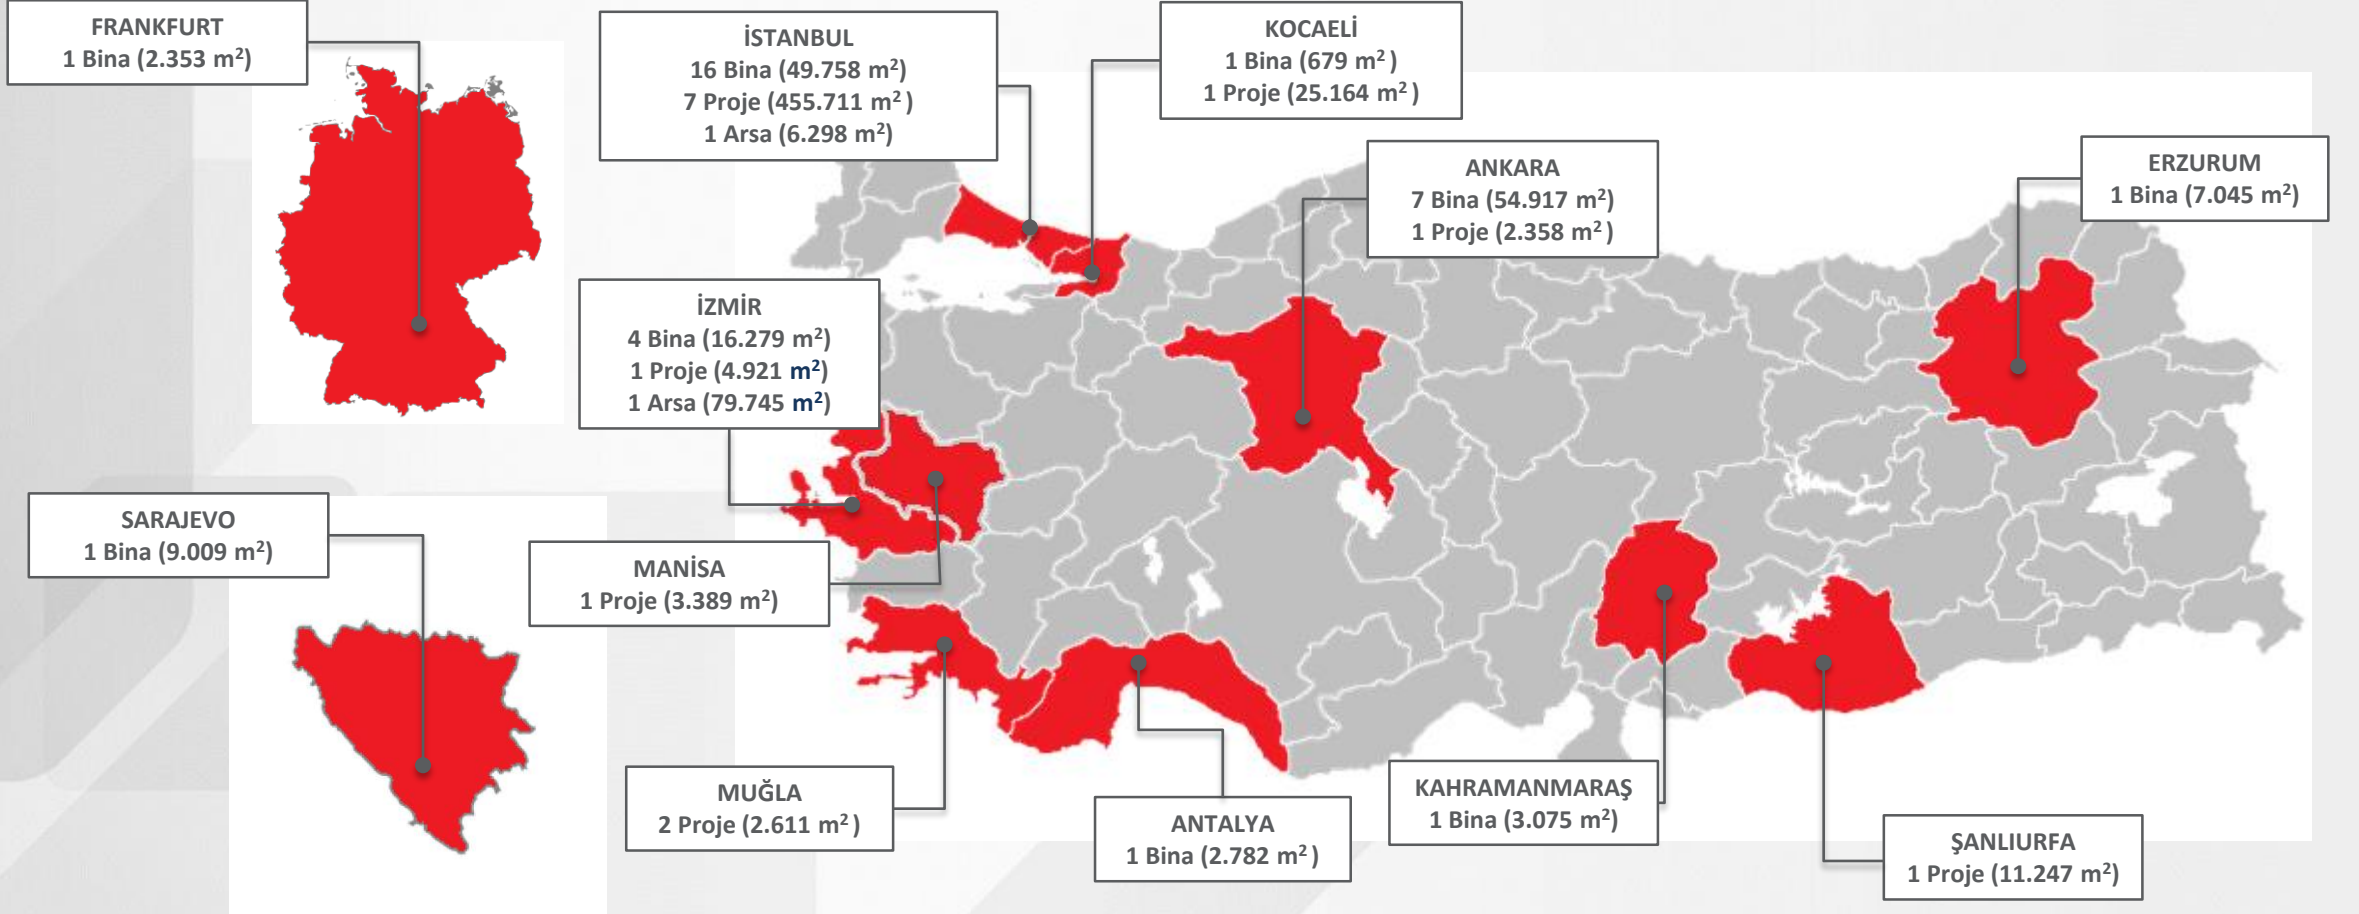 FRANKFURT
1 Bina (2.353 m²)
İSTANBUL
16 Bina (49.758 m²)
7 Proje (455.711 m²)
1 Arsa (6.298 m²)
KOCAELİ
1 Bina (679 m²)
1 Proje (25.164 m²)
ANKARA
7 Bina (54.917 m²)
1 Proje (2.358 m²)
ERZURUM
1 Bina (7.045 m²)
İZMİR
4 Bina (16.279 m²)
1 Proje (4.921 m²)
1 Arsa (79.745 m²)
SARAJEVO
1 Bina (9.009 m²)
MANİSA
1 Proje (3.389 m²)
MUĞLA
2 Proje (2.611 m²)
ANTALYA
1 Bina (2.782 m²)
KAHRAMANMARAŞ
1 Bina (3.075 m²)
ŞANLIURFA
1 Proje (11.247 m²)